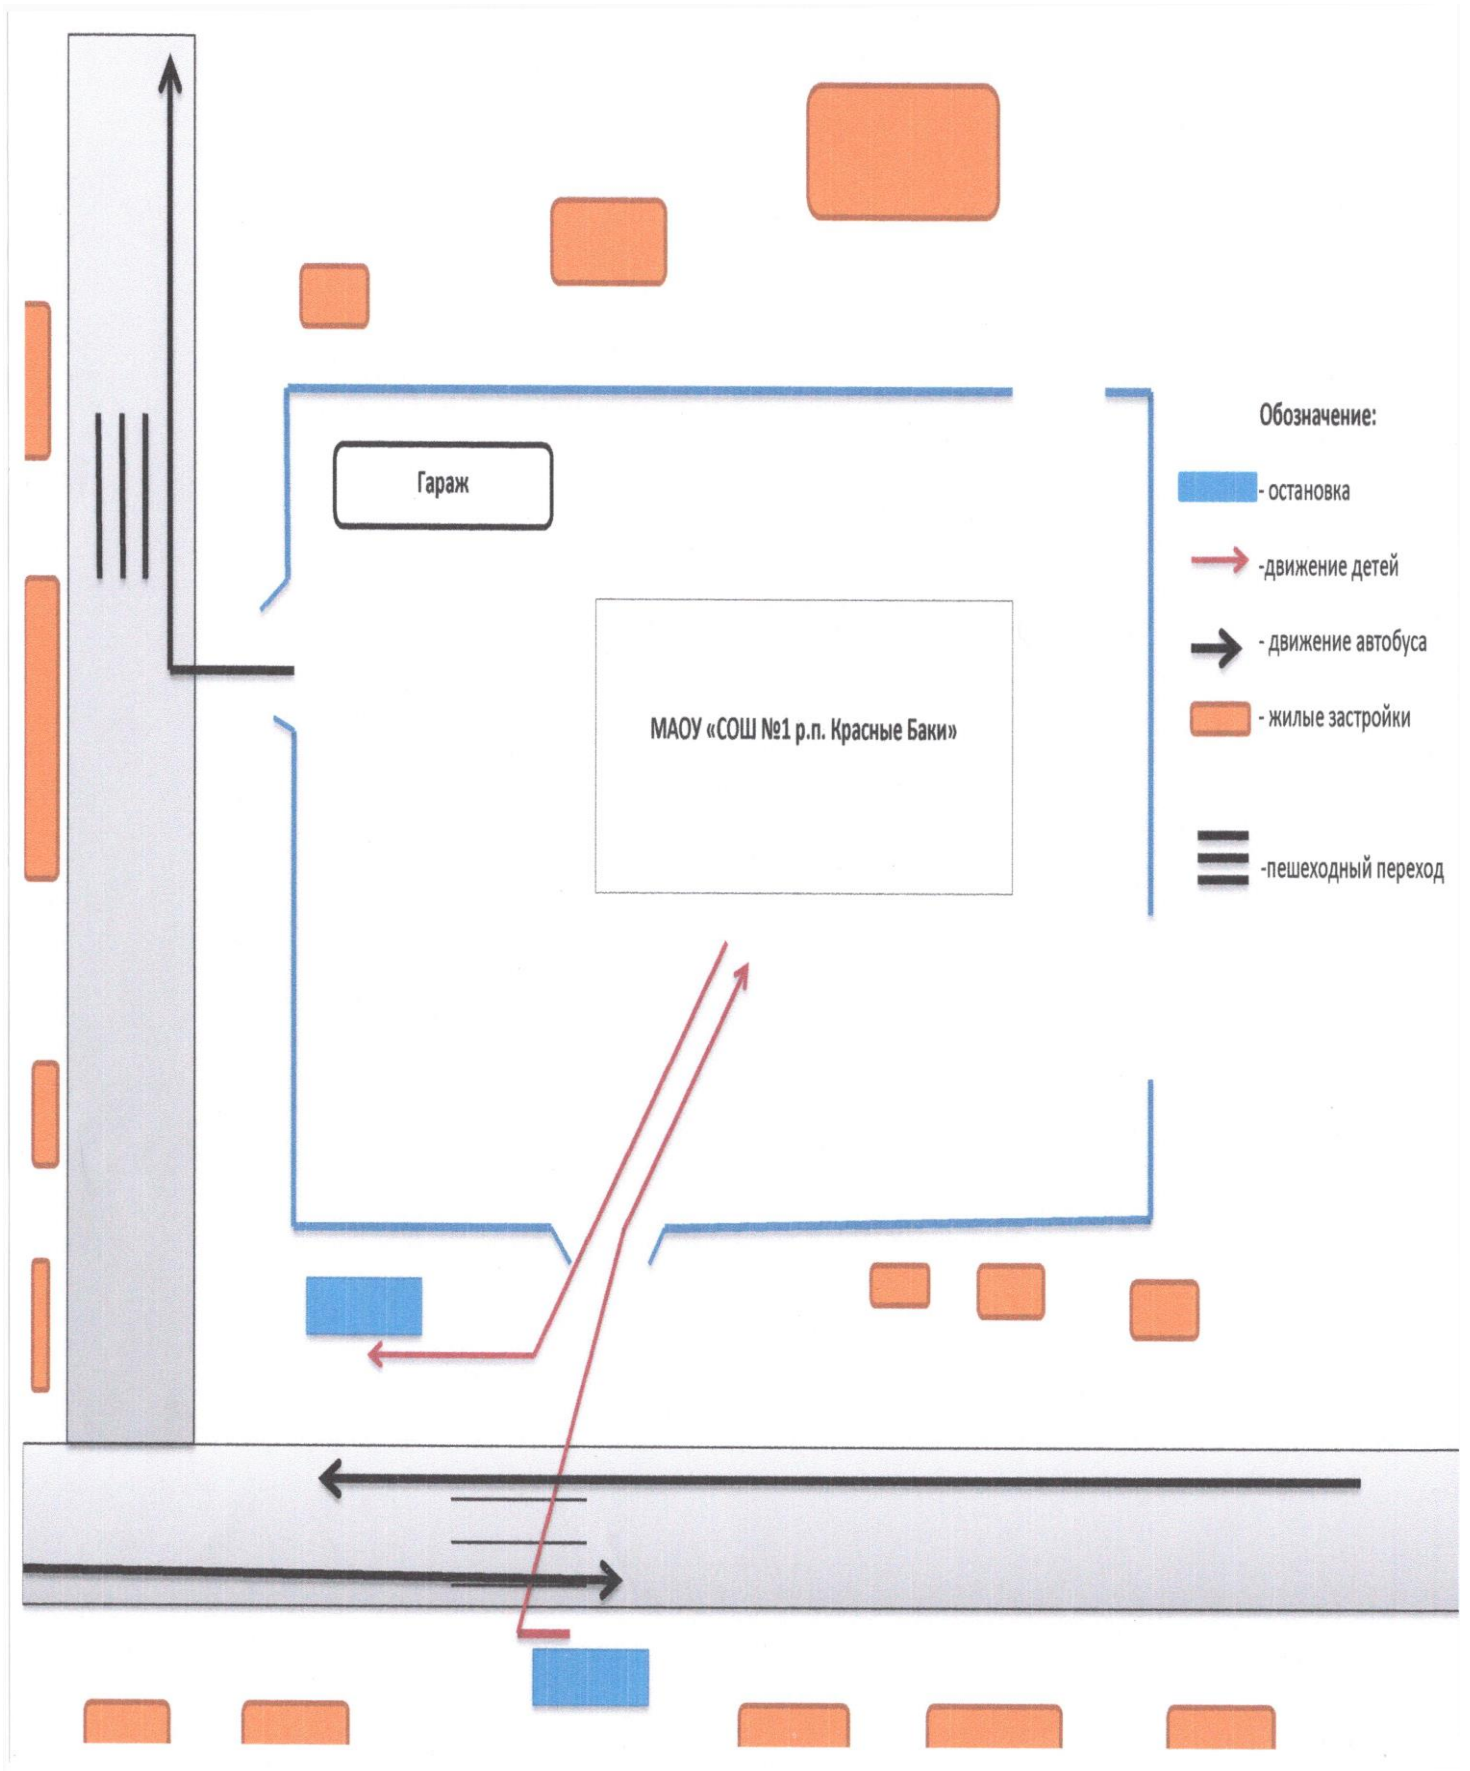 Обозначение:
Гараж
- остановка
-движение детей
- движение автобуса
МАОУ «СОШ №1 р.п. Красные Баки»
- жилые застройки
-пешеходный переход